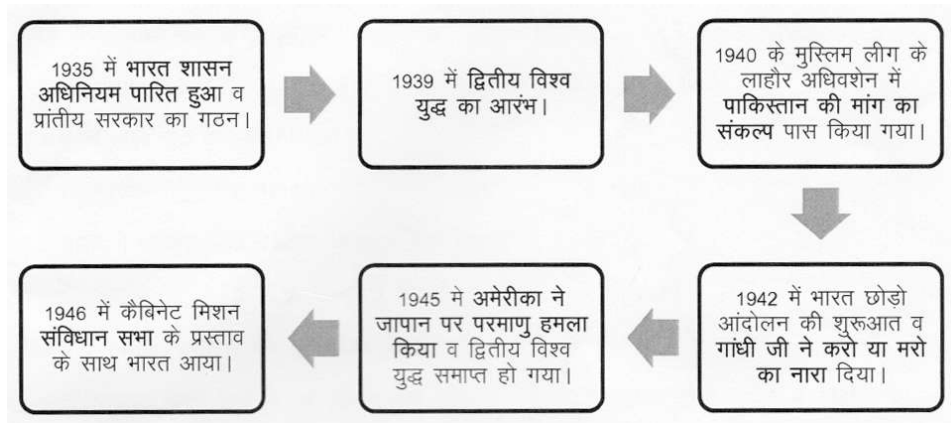 1935 में भारत शासन
अधिनियम पारित हुआ व
प्रांतीय सरकार का गठन।
1939 में द्वितीय विश्व
युद्ध का आरंभ।
1940 के मुस्लिम लीग के
लाहौर अधिवशेन में
पाकिस्तान की मांग का
संकल्प पास किया गया।
1942 में भारत छोड़ो
आंदोलन की शुरूआत व
गांधी जी ने करो या मरो
का नारा दिया।
1945 मे अमेरीका ने
जापान पर परमाणु हमला
किया व द्वितीय विश्व
युद्ध समाप्त हो गया।
1946 में कैबिनेट मिशन
संविधान सभा के प्रस्ताव
के साथ भारत आया।